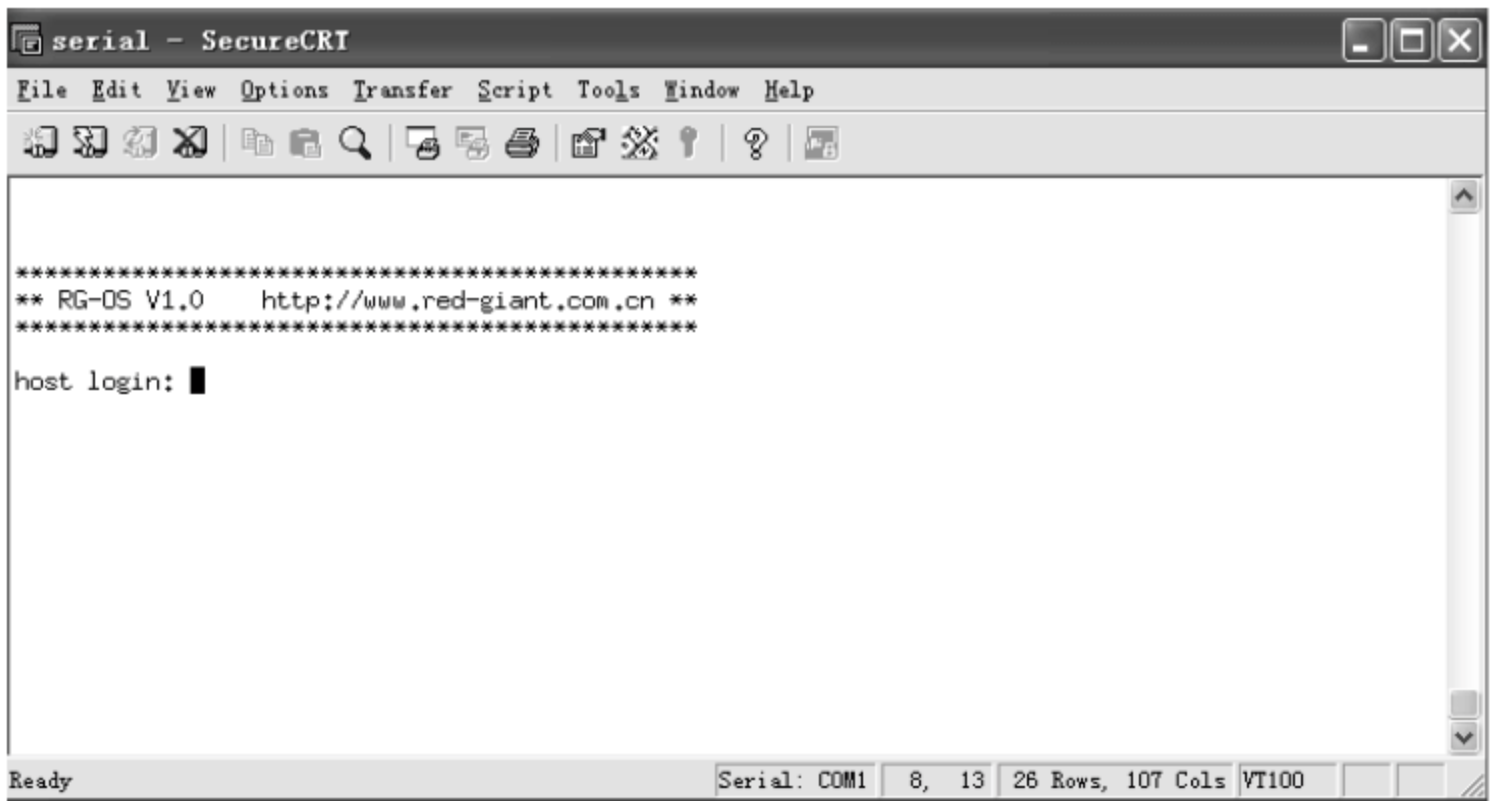 serial - SecureCRT
File Edit View Options Transfer Script Tools Window Help
************************************************
** RG-OS V1.0    http://www.red-giant.com.cn **
************************************************
host login:
Ready Serial: COM1 8, 13 26 Rows, 107 Cols VT100